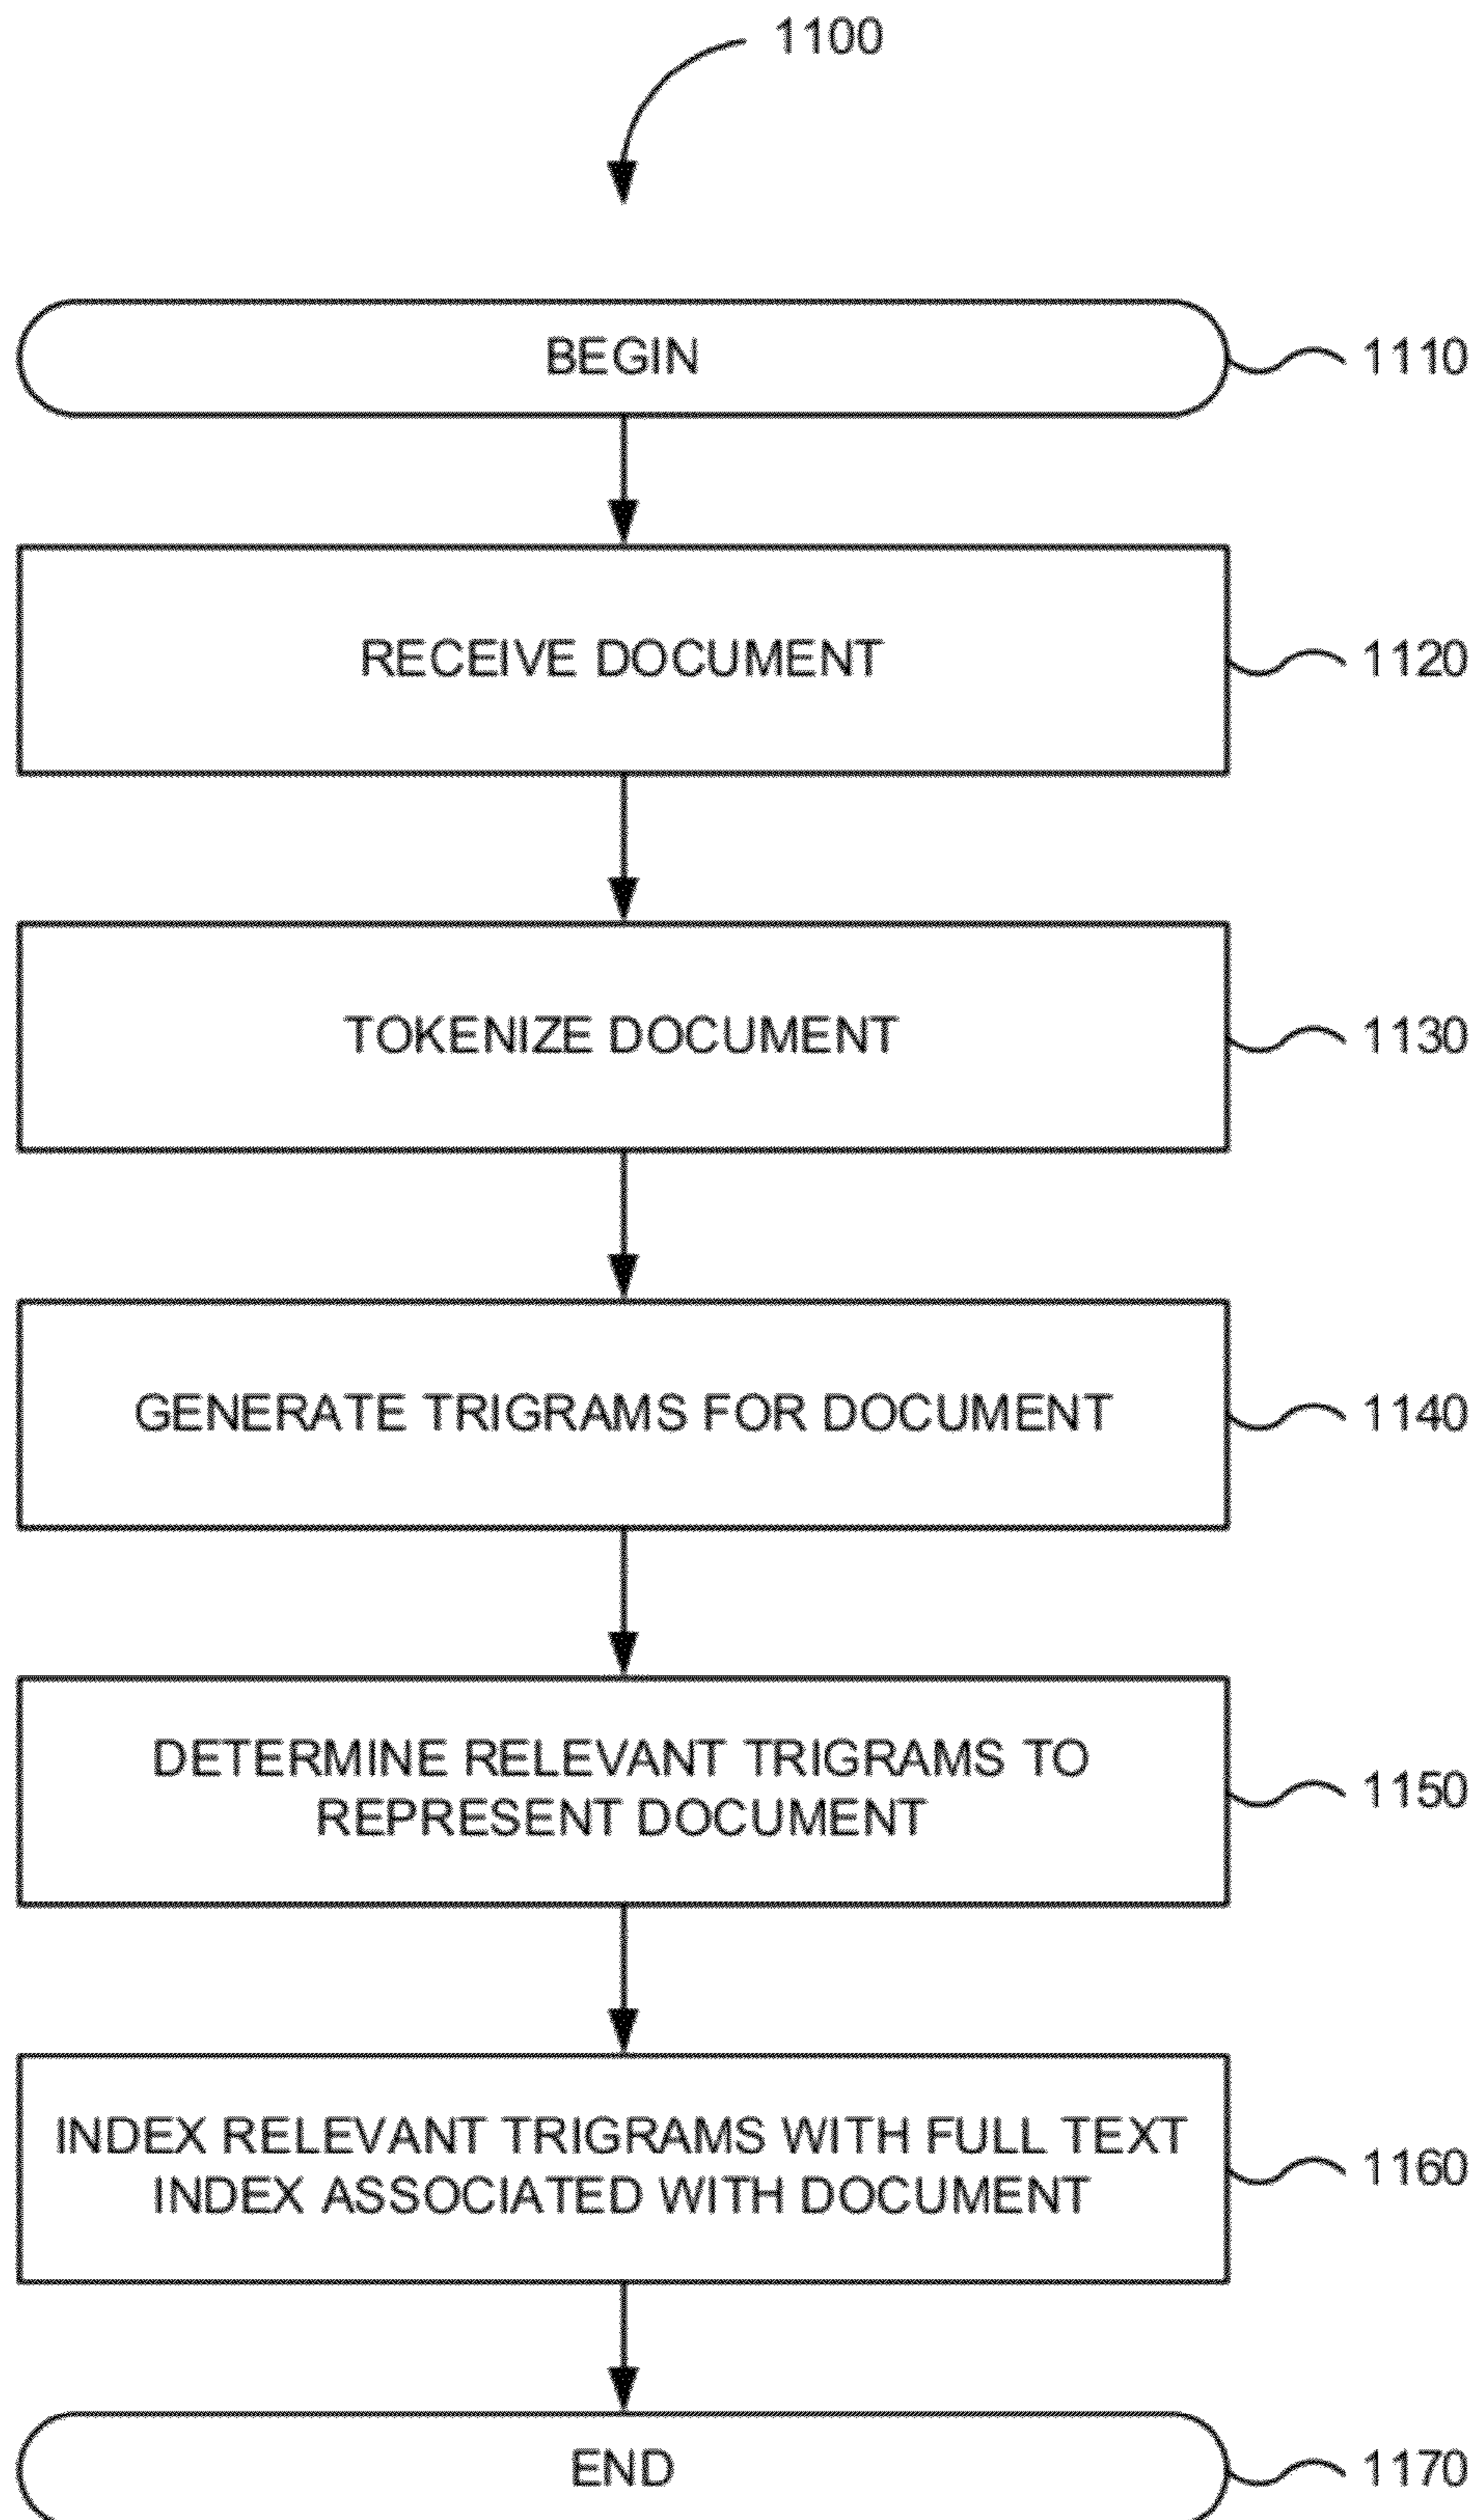 1100
BEGIN
1110
RECEIVE DOCUMENT
1120
TOKENIZE DOCUMENT
1130
GENERATE TRIGRAMS FOR DOCUMENT
1140
DETERMINE RELEVANT TRIGRAMS TO
REPRESENT DOCUMENT
1150
INDEX RELEVANT TRIGRAMS WITH FULL TEXT
INDEX ASSOCIATED WITH DOCUMENT
1160
END
1170